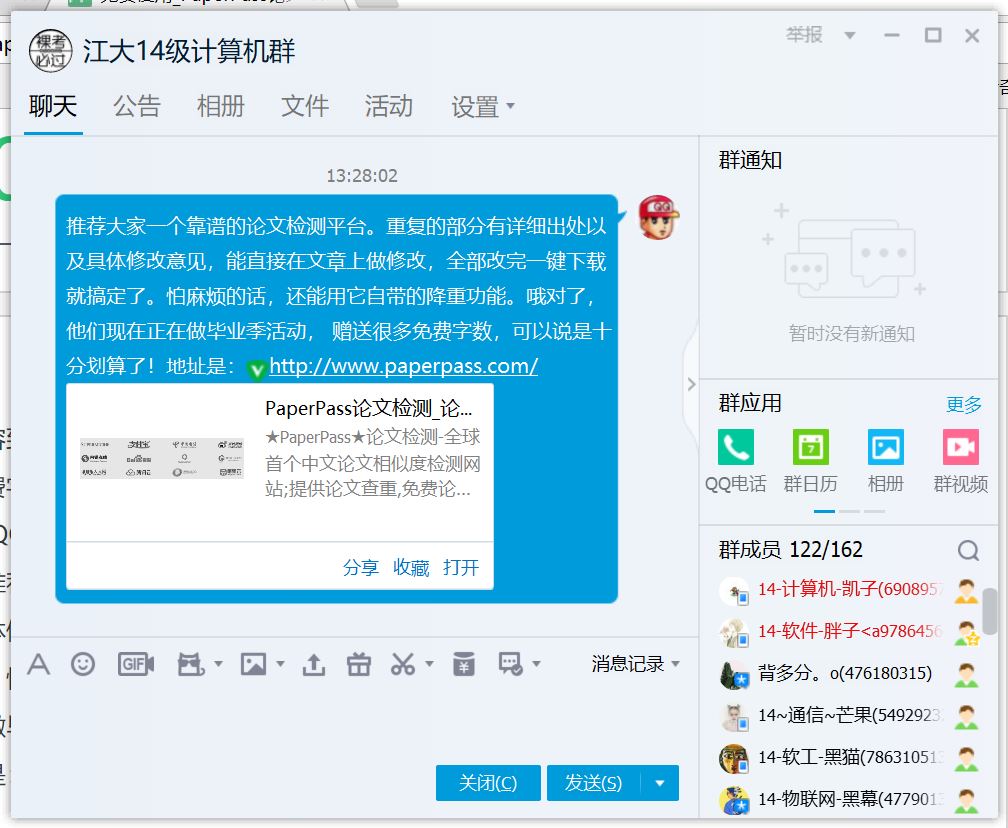 裸考
必过
江大14级计算机群
举报
聊天 公告 相册 文件 活动 设置
13:28:02
推荐大家一个靠谱的论文检测平台。重复的部分有详细出处以
及具体修改意见，能直接在文章上做修改，全部改完一键下载
就搞定了。怕麻烦的话，还能用它自带的降重功能。哦对了，
他们现在正在做毕业季活动， 赠送很多免费字数，可以说是十
分划算了！地址是： http://www.paperpass.com/
PaperPass论文检测_论...
★PaperPass★论文检测-全球
首个中文论文相似度检测网
站;提供论文查重,免费论...
分享 收藏 打开
GIF
消息记录
关闭(C) 发送(S)
群通知
暂时没有新通知
群应用 更多
QQ电话 群日历 相册 群视频
群成员 122/162
14-计算机-凯子(690895
14-软件-胖子<a9786456
背多分。o(476180315)
14~通信~芒果(5492923
14-软工-黑猫(78631051
14-物联网-黑幕(477901